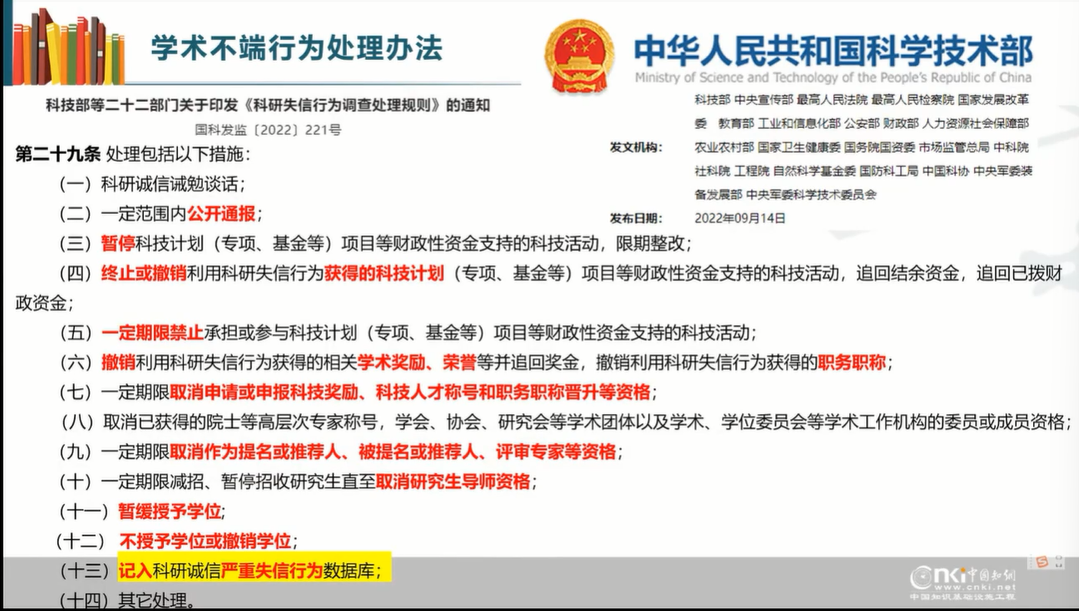 学术不端行为处理办法
中华人民共和国科学技术部
Ministry of Science and Technology of the People's Republic of China
科技部等二十二部门关于印发《科研失信行为调查处理规则》的通知
国科发监〔2022〕221号
发文机构：
科技部 中央宣传部 最高人民法院 最高人民检察院 国家发展改革
委 教育部 工业和信息化部 公安部 财政部 人力资源社会保障部
农业农村部 国家卫生健康委 国务院国资委 市场监管总局 中科院
社科院 工程院 自然科学基金委 国防科工局 中国科协 中央军委装
备发展部 中央军委科学技术委员会
发布日期：
2022年09月14日
第二十九条 处理包括以下措施：
（一）科研诚信诫勉谈话；
（二）一定范围内公开通报；
（三）暂停科技计划（专项、基金等）项目等财政性资金支持的科技活动，限期整改；
（四）终止或撤销利用科研失信行为获得的科技计划（专项、基金等）项目等财政性资金支持的科技活动，追回结余资金，追回已拨财
政资金；
（五）一定期限禁止承担或参与科技计划（专项、基金等）项目等财政性资金支持的科技活动；
（六）撤销利用科研失信行为获得的相关学术奖励、荣誉等并追回奖金，撤销利用科研失信行为获得的职务职称；
（七）一定期限取消申请或申报科技奖励、科技人才称号和职务职称晋升等资格；
（八）取消已获得的院士等高层次专家称号，学会、协会、研究会等学术团体以及学术、学位委员会等学术工作机构的委员或成员资格；
（九）一定期限取消作为提名或推荐人、被提名或推荐人、评审专家等资格；
（十）一定期限减招、暂停招收研究生直至取消研究生导师资格；
（十一）暂缓授予学位；
（十二）不授予学位或撤销学位；
（十三）记入科研诚信严重失信行为数据库；
（十四）其它处理。
cnki 中国知网
www.cnki.net
中国知识基础设施工程